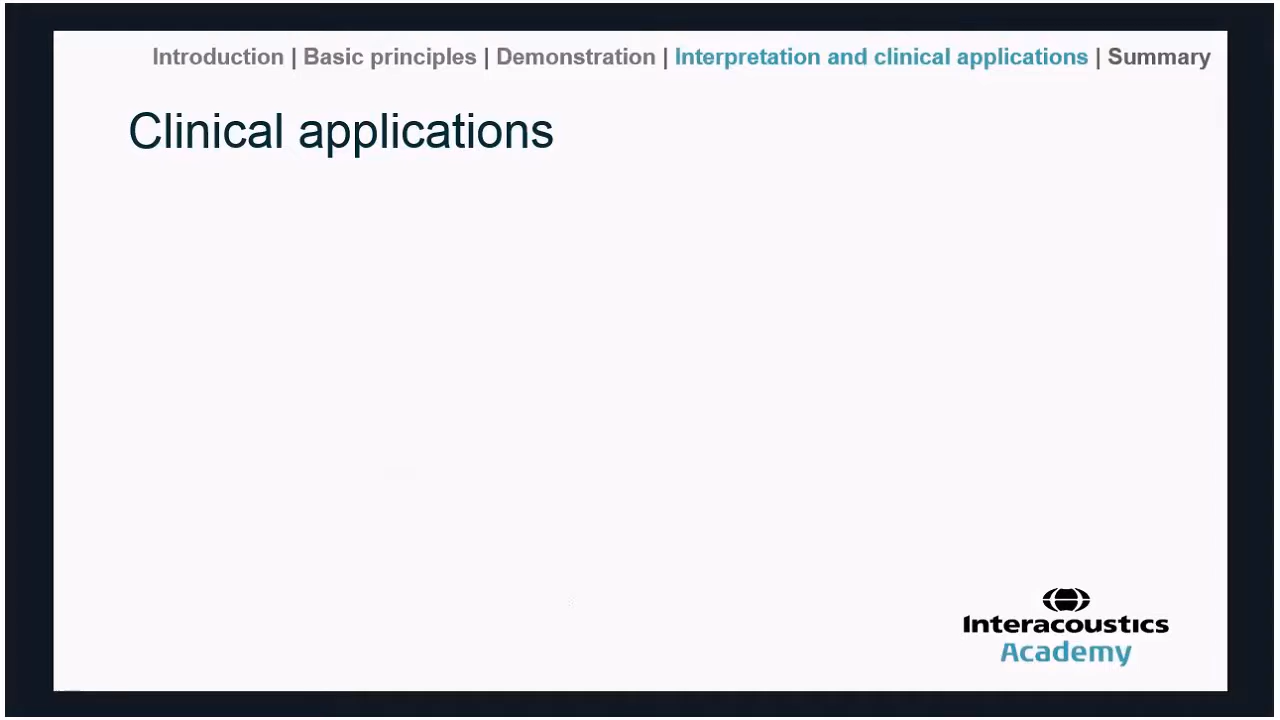 Introduction | Basic principles | Demonstration | Interpretation and clinical applications | Summary
Clinical applications
Interacoustics
Academy